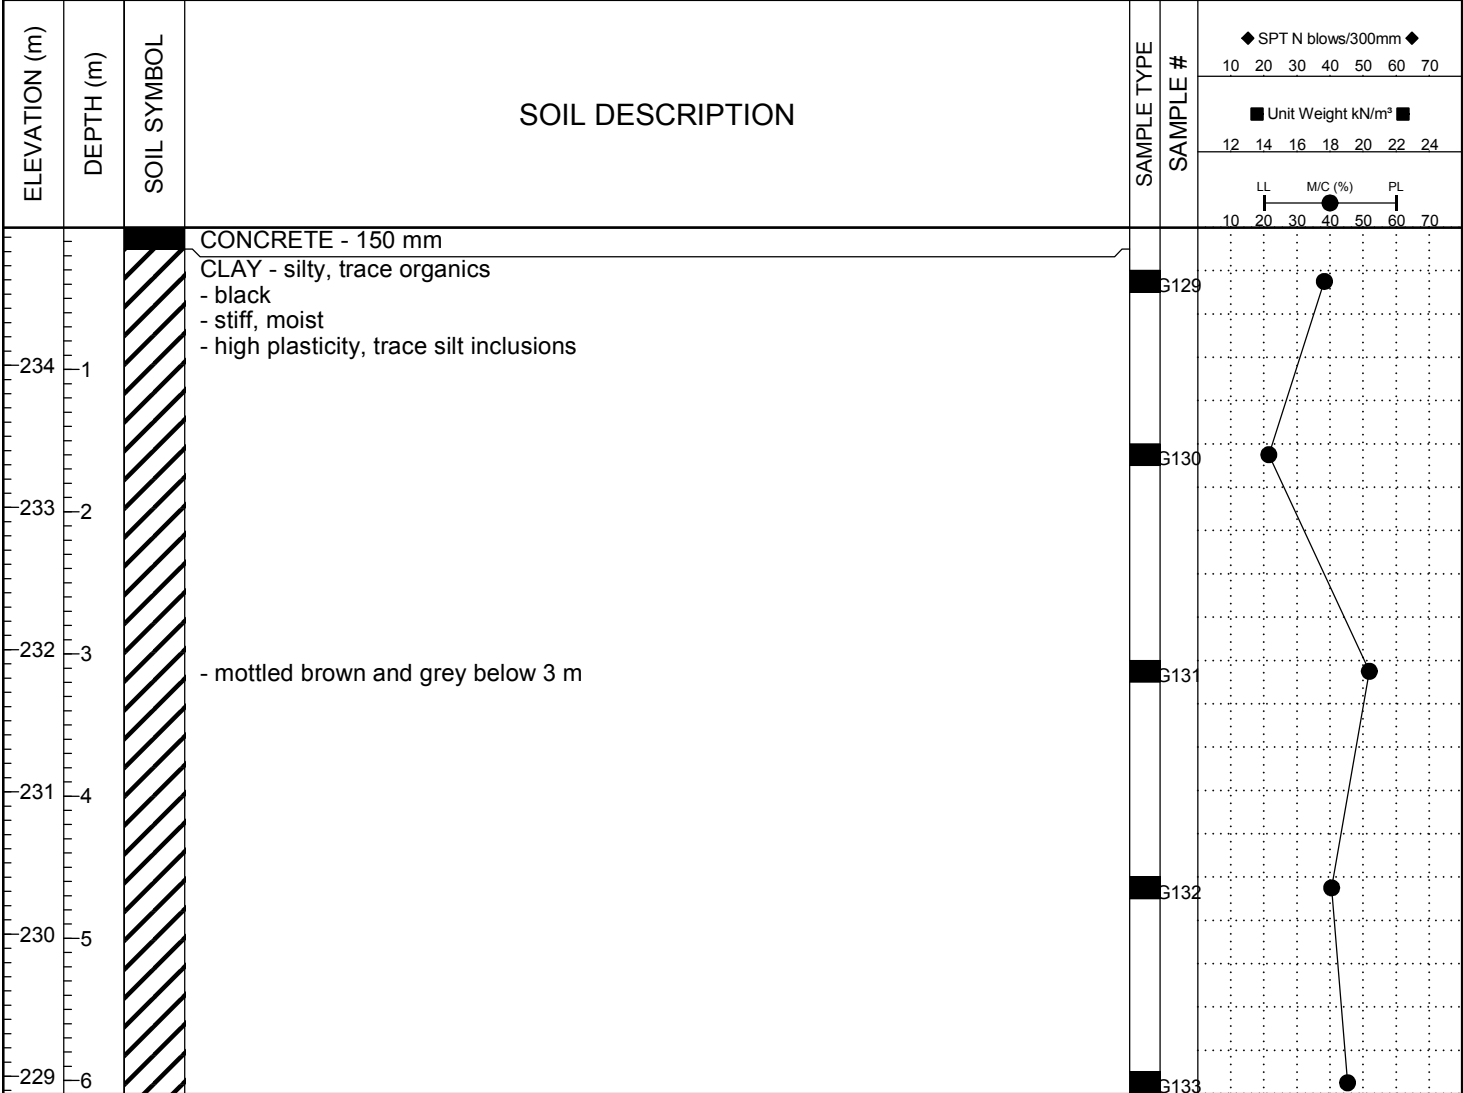 ELEVATION (m)
DEPTH (m)
SOIL SYMBOL
SOIL DESCRIPTION
SAMPLE TYPE
SAMPLE #
◆ SPT N blows/300mm ◆
10 20 30 40 50 60 70
■ Unit Weight kN/m³ ■
12 14 16 18 20 22 24
LL M/C (%) PL
10 20 30 40 50 60 70
CONCRETE - 150 mm
CLAY - silty, trace organics
G129
- black
- stiff, moist
- high plasticity, trace silt inclusions
234 1
G130
233 2
232 3
- mottled brown and grey below 3 m
G131
231 4
G132
230 5
229 6
G133